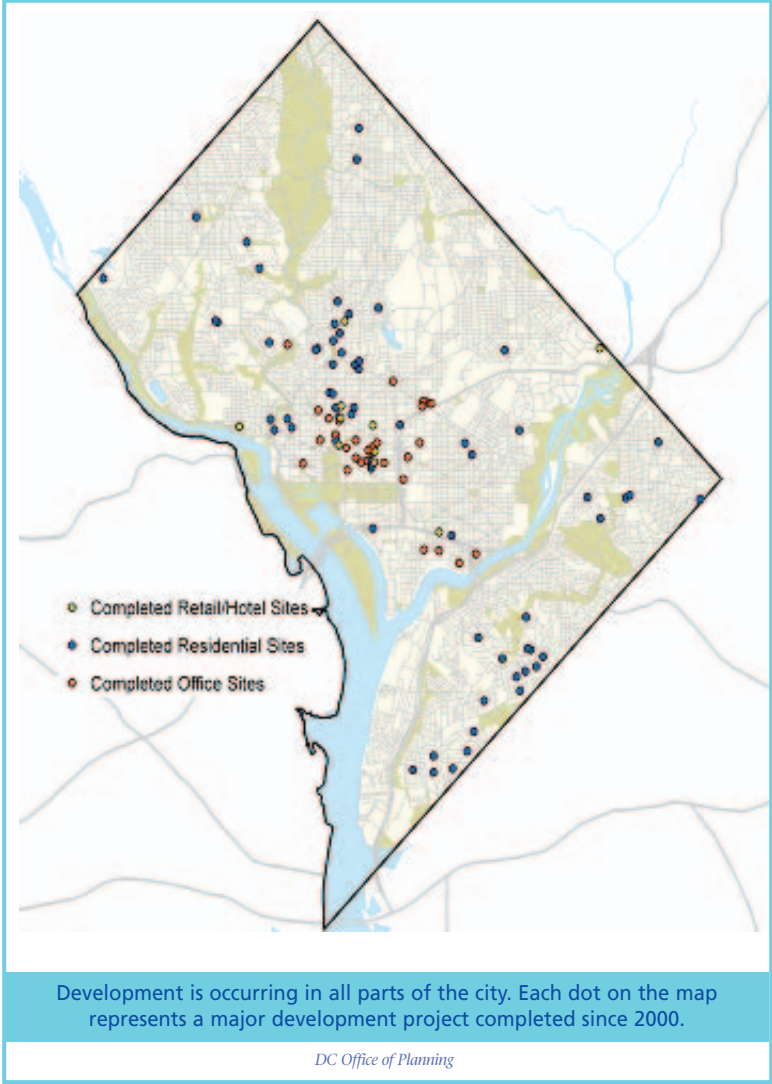 Completed Retail/Hotel Sites
Completed Residential Sites
Completed Office Sites
Development is occurring in all parts of the city. Each dot on the map
represents a major development project completed since 2000.
DC Office of Planning